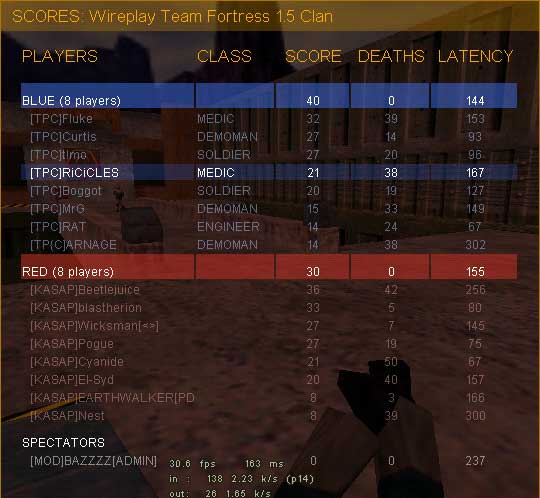 SCORES: Wireplay Team Fortress 1.5 Clan
PLAYERS CLASS SCORE DEATHS LATENCY
BLUE (8 players) 40 0 144
[TPC]Fluke MEDIC 32 39 153
[TPC]Curtis DEMOMAN 27 14 93
[TPC]t!mo SOLDIER 27 20 96
[TPC]RiCiCLES MEDIC 21 38 167
[TPC]Boggot SOLDIER 20 19 127
[TPC]MrG DEMOMAN 15 33 149
[TPC]RAT ENGINEER 14 24 67
[TP(C]ARNAGE DEMOMAN 14 38 302
RED (8 players) 30 0 155
[KASAP]Beetlejuice 36 42 256
[KASAP]blastherion 33 5 80
[KASAP]Wicksman[<>] 27 7 145
[KASAP]Pogue 27 19 75
[KASAP]Cyanide 21 50 67
[KASAP]El-Syd 20 40 157
[KASAP]EARTHWALKER[PD 8 3 166
[KASAP]Nest 8 39 300
SPECTATORS
[MOD]BAZZZZ[ADMIN] 0 0 237
30.6 fps 163 ms
in : 138 2.23 k/s (p14)
out: 26 1.65 k/s